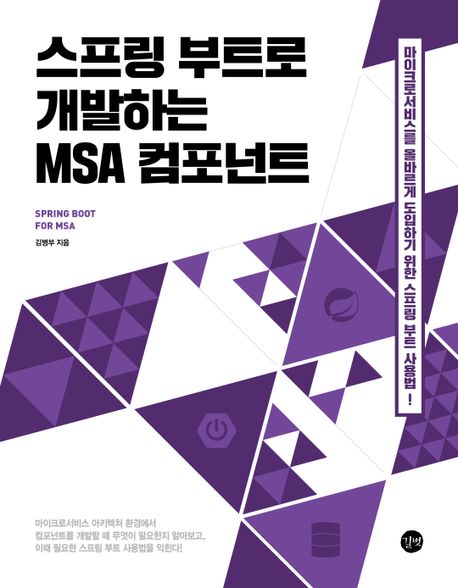 스프링 부트로
개발하는
MSA 컴포넌트
SPRING BOOT
FOR MSA
김병부 지음
마이크로서비스를 올바르게 도입하기 위한 스프링 부트 사용법!
마이크로서비스 아키텍처 환경에서
컴포넌트를 개발할 때 무엇이 필요한지 알아보고,
이때 필요한 스프링 부트 사용법을 익힌다!
길벗